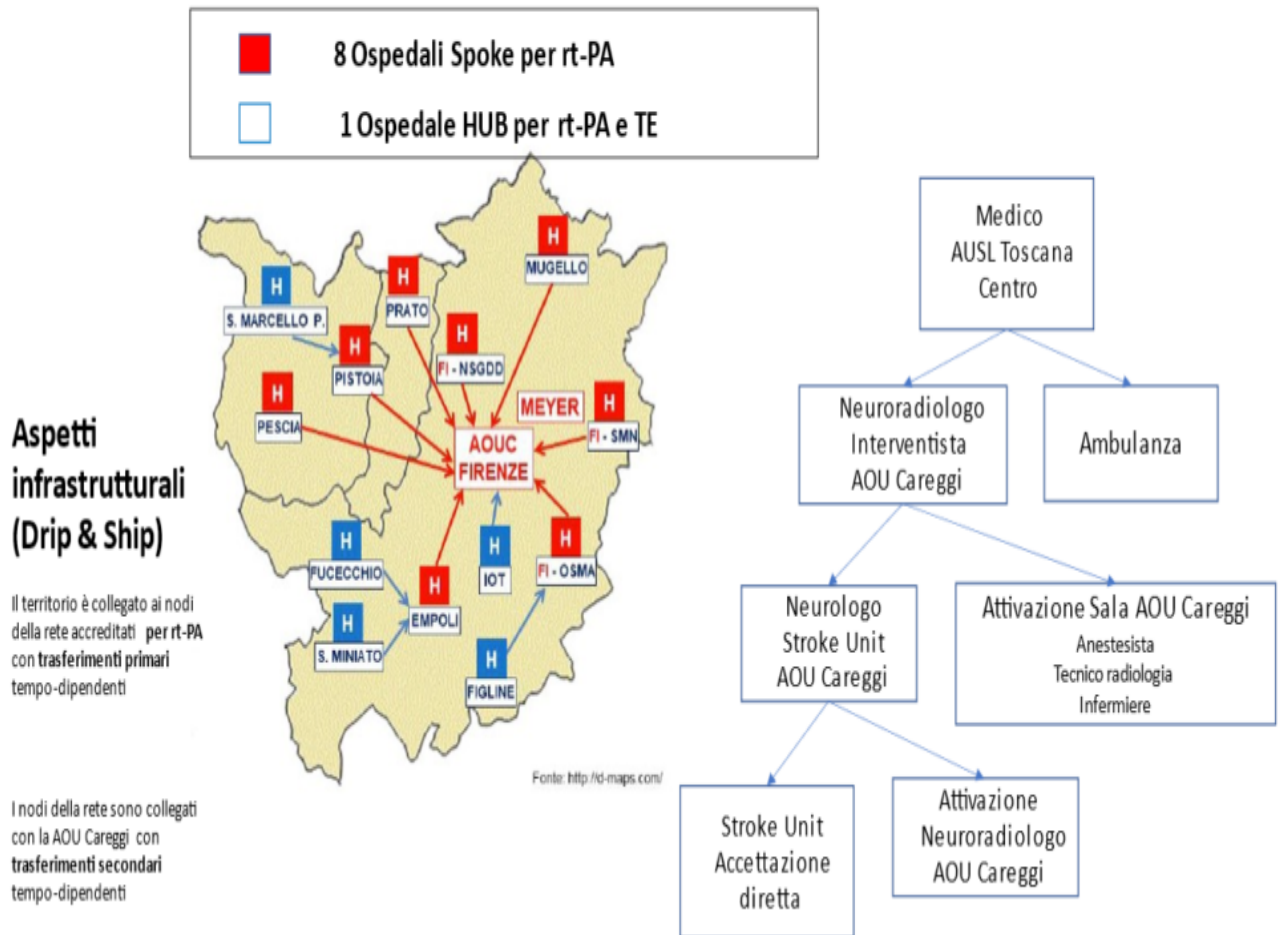 8 Ospedali Spoke per rt-PA
1 Ospedale HUB per rt-PA e TE
H
MUGELLO
H
S. MARCELLO P.
H
PRATO
H
FI - NSGDD
H
PISTOIA
H
PESCIA
MEYER
H
FI - SMN
AOUC
FIRENZE
H
FUCECCHIO
H
IOT
H
FI - OSMA
H
EMPOLI
H
S. MINIATO
H
FIGLINE
Fonte: http://d-maps.com/
Aspetti
infrastrutturali
(Drip & Ship)
Il territorio è collegato ai nodi
della rete accreditati per rt-PA
con trasferimenti primari
tempo-dipendenti
I nodi della rete sono collegati
con la AOU Careggi con
trasferimenti secondari
tempo-dipendenti
Medico
AUSL Toscana
Centro
Neuroradiologo
Interventista
AOU Careggi
Ambulanza
Neurologo
Stroke Unit
AOU Careggi
Attivazione Sala AOU Careggi
Anestesista
Tecnico radiologia
Infermiere
Stroke Unit
Accettazione
diretta
Attivazione
Neuroradiologo
AOU Careggi